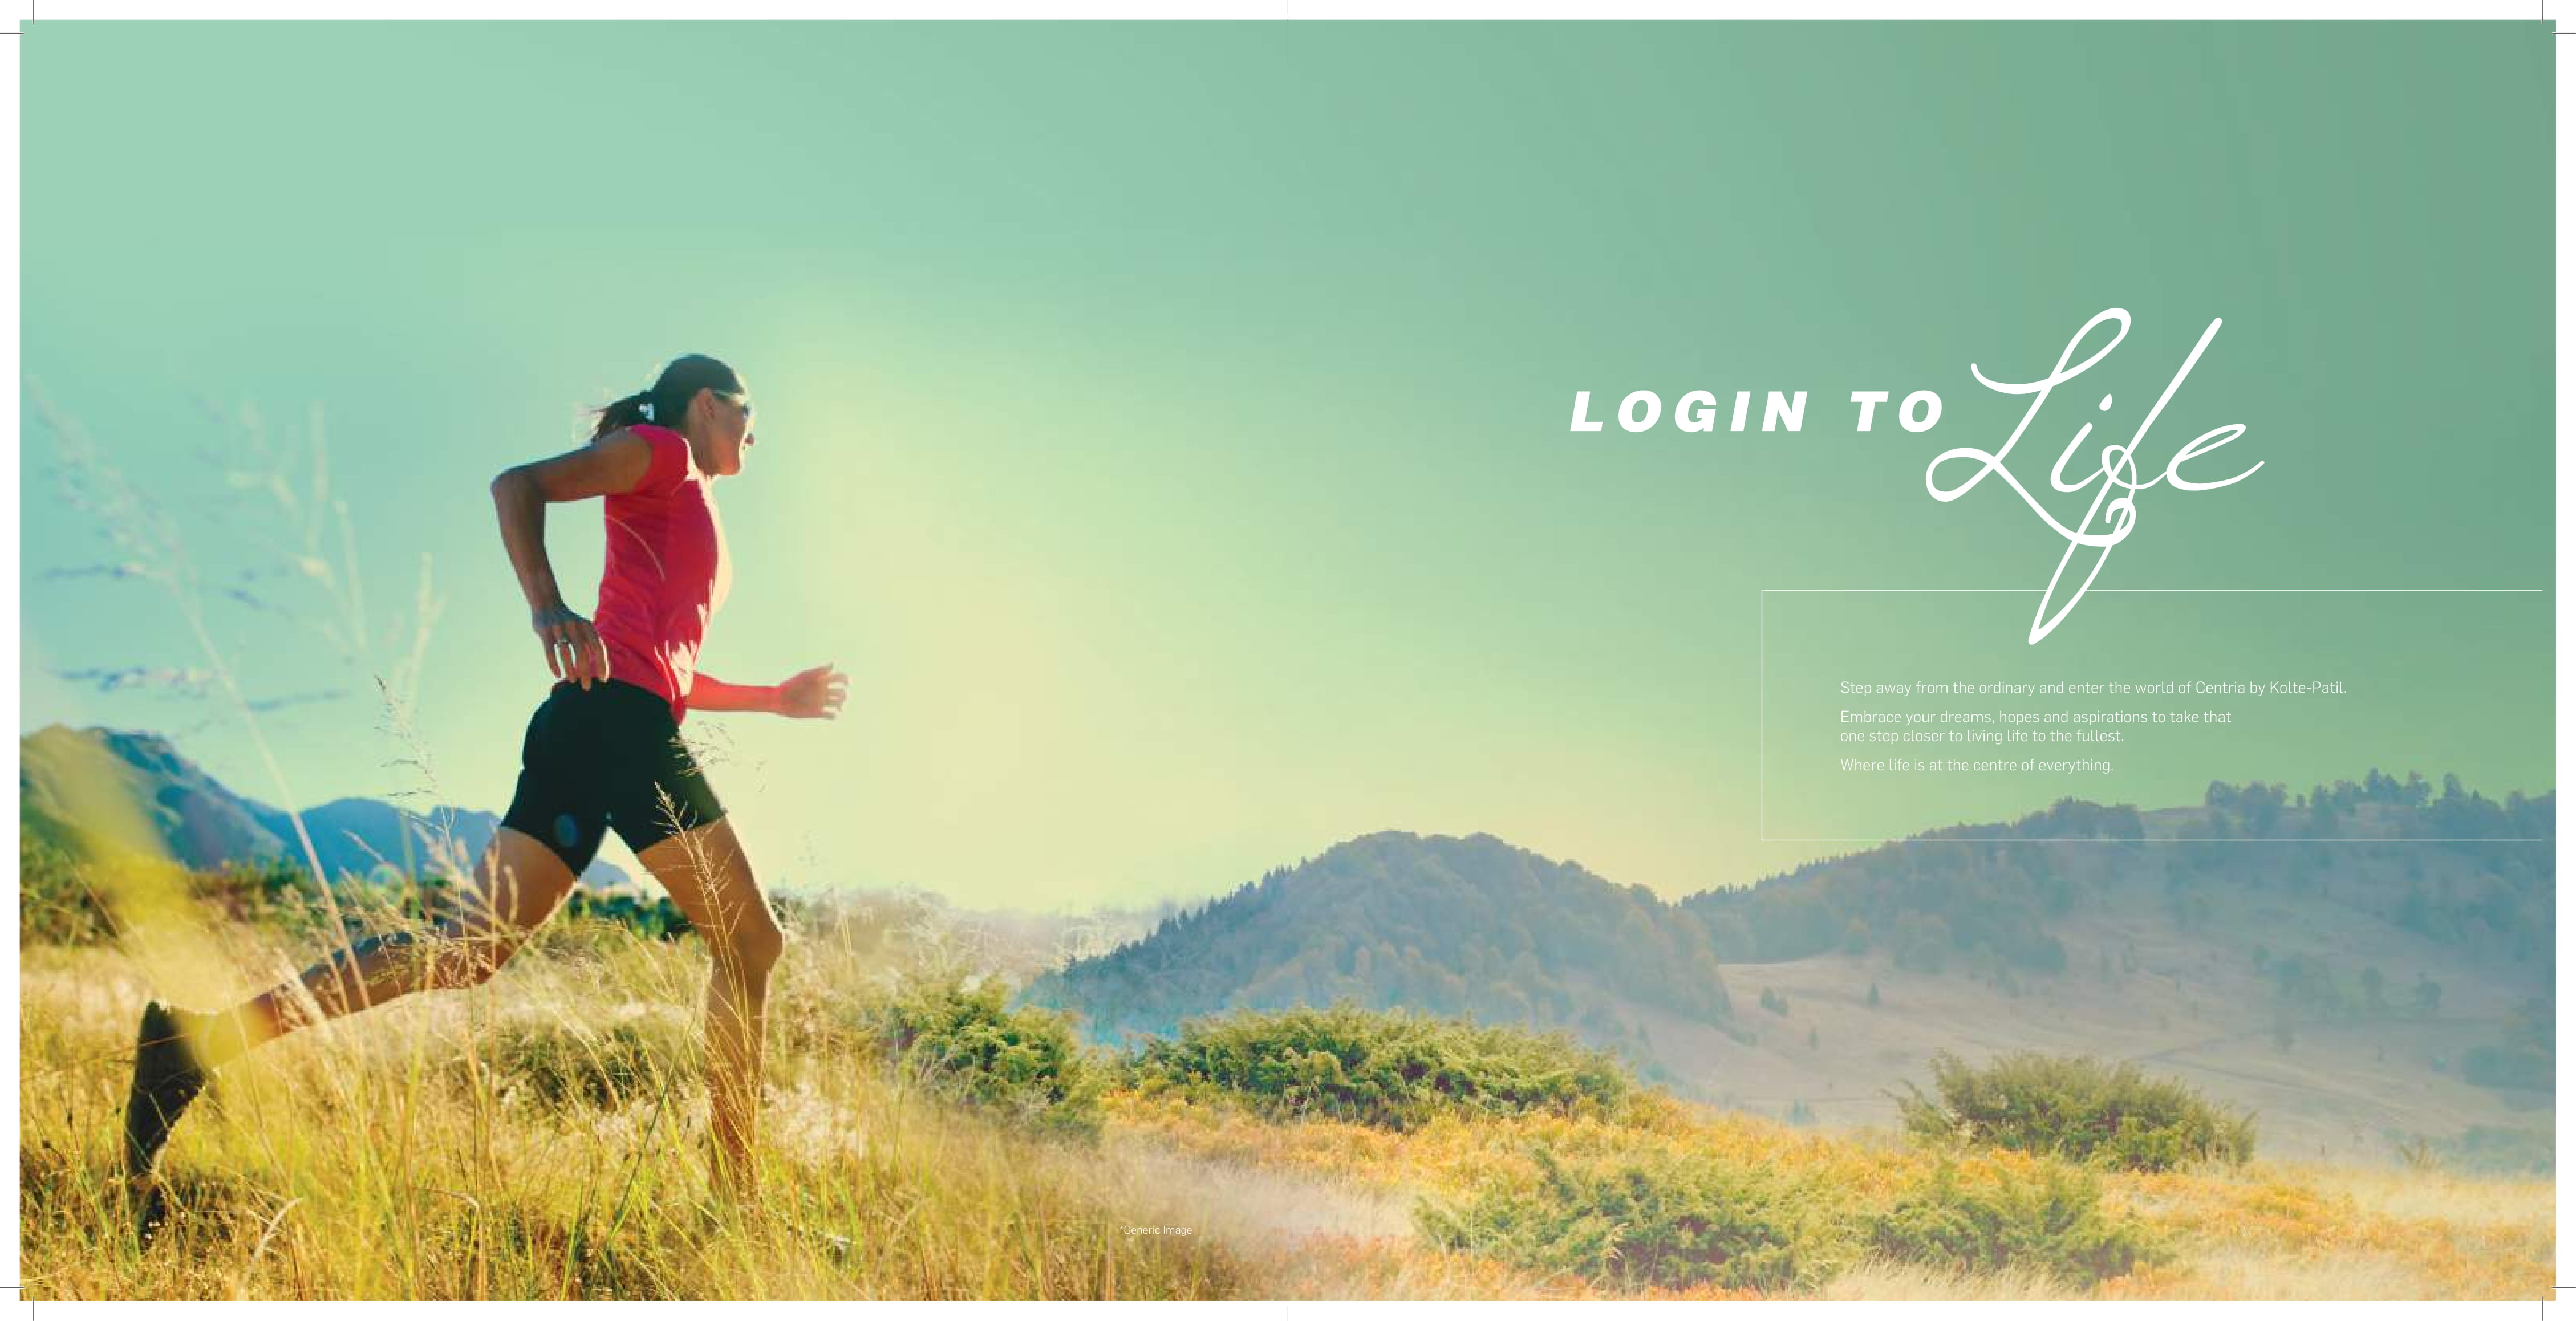 LOGIN TO Life
Step away from the ordinary and enter the world of Centria by Kolte-Patil.
Embrace your dreams, hopes and aspirations to take that
one step closer to living life to the fullest.
Where life is at the centre of everything.
*Generic Image